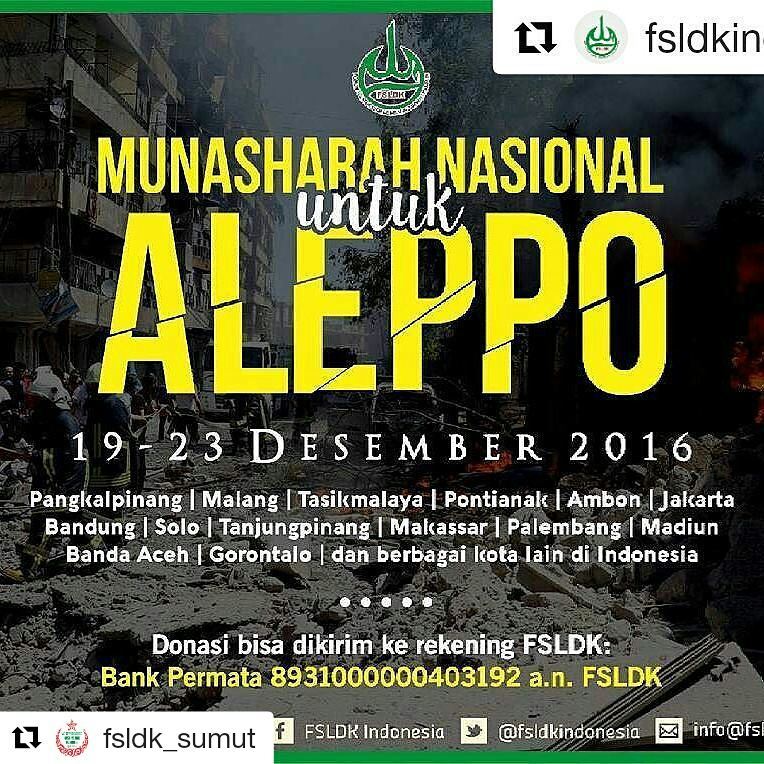 fsldkin
FSLDK
MUNASHARAH NASIONAL
untuk
ALEPPO
19-23 DESEMBER 2016
Pangkalpinang | Malang | Tasikmalaya | Pontianak | Ambon | Jakarta
Bandung | Solo | Tanjungpinang | Makassar | Palembang | Madiun
Banda Aceh | Gorontalo | dan berbagai kota lain di Indonesia
Donasi bisa dikirim ke rekening FSLDK:
Bank Permata 8931000000403192 a.n. FSLDK
fsldk_sumut
FSLDK Indonesia
@fsldkindonesia
info@fsl